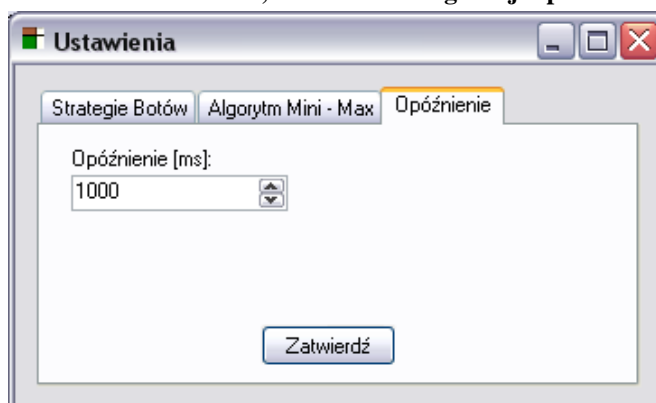 Ustawienia
Strategie Botów Algorytm Mini - Max Opóźnienie
Opóźnienie [ms]:
1000
Zatwierdź